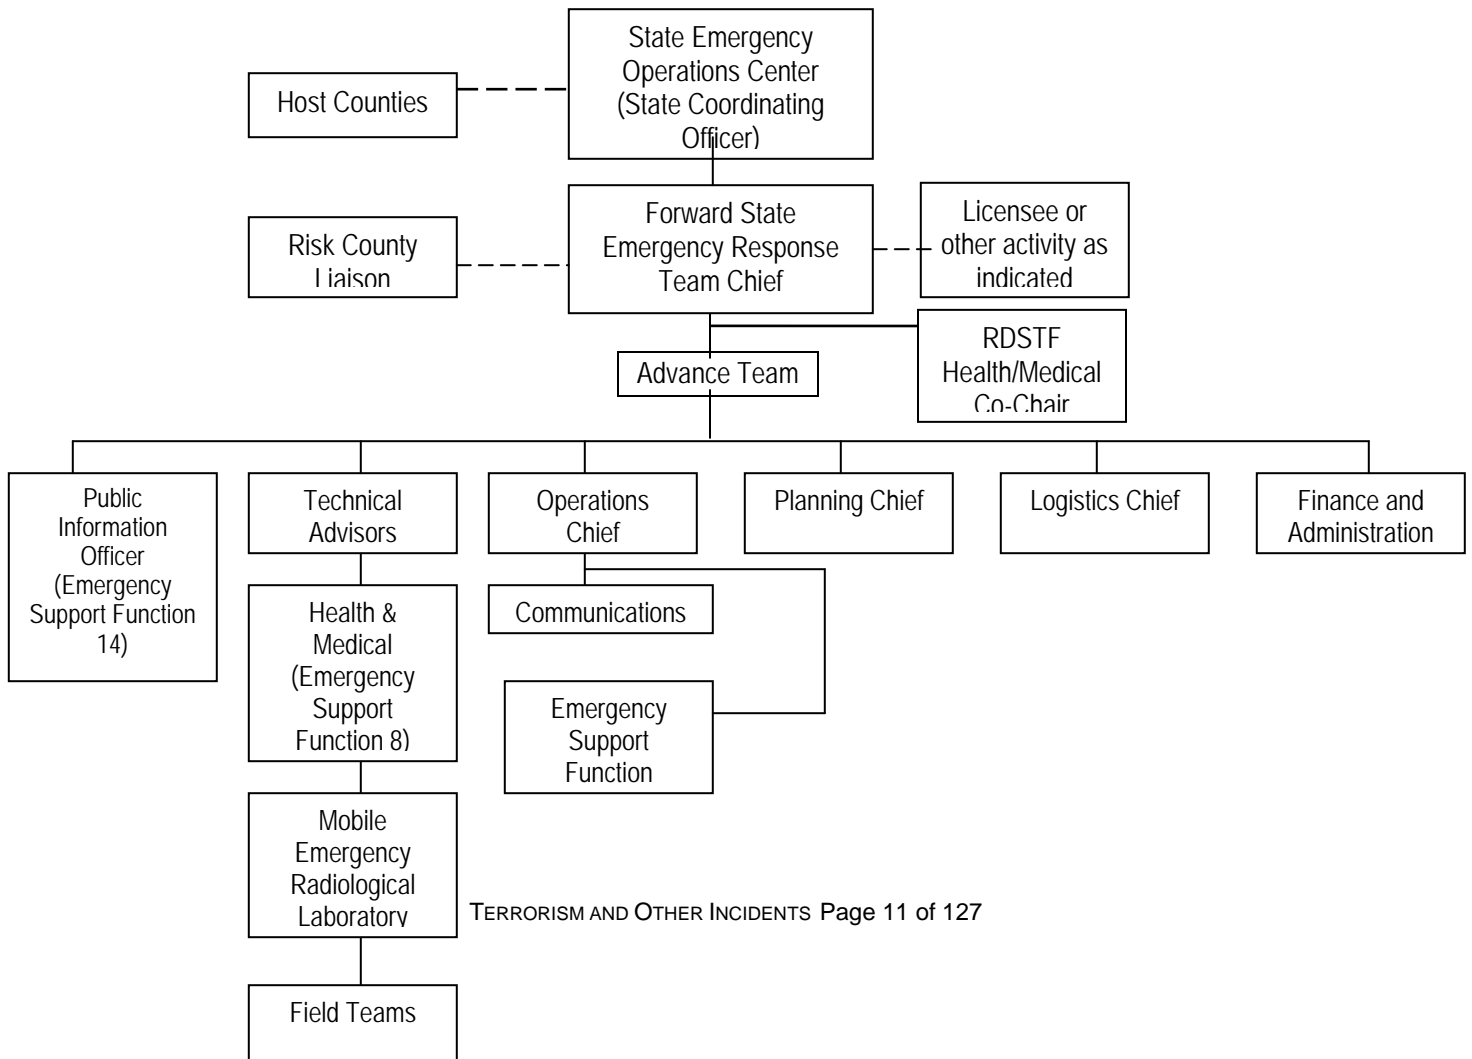 State Emergency
Operations Center
(State Coordinating
Officer)
Host Counties
Forward State
Emergency Response
Team Chief
Risk County
Liaison
Licensee or
other activity as
indicated
RDSTF
Health/Medical
Co-Chair
Advance Team
Public
Information
Officer
(Emergency
Support Function
14)
Technical
Advisors
Operations
Chief
Planning Chief
Logistics Chief
Finance and
Administration
Health &
Medical
(Emergency
Support
Function 8)
Communications
Emergency
Support
Function
Mobile
Emergency
Radiological
Laboratory
TERRORISM AND OTHER INCIDENTS Page 11 of 127
Field Teams